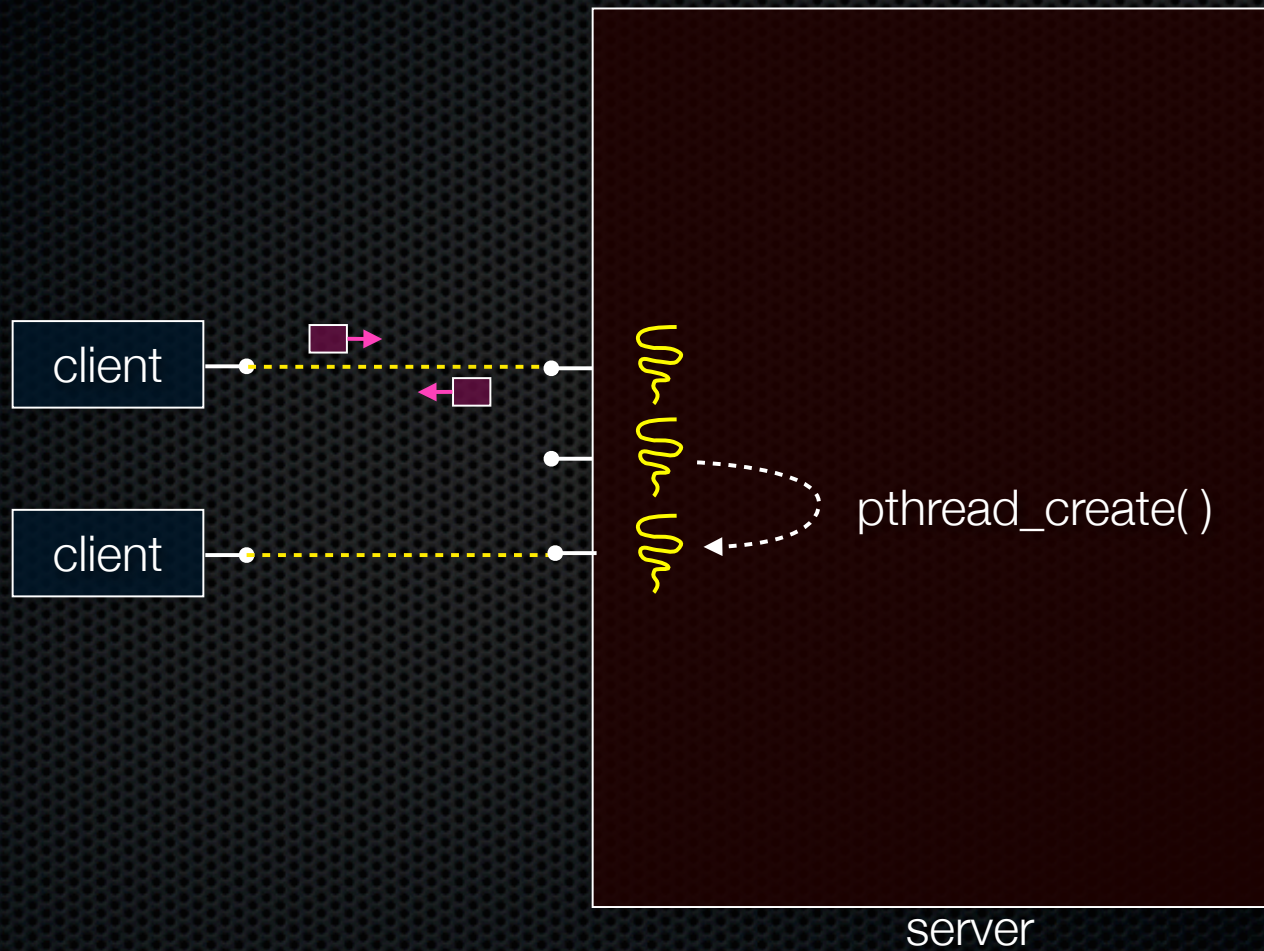 client
client
pthread_create( )
server